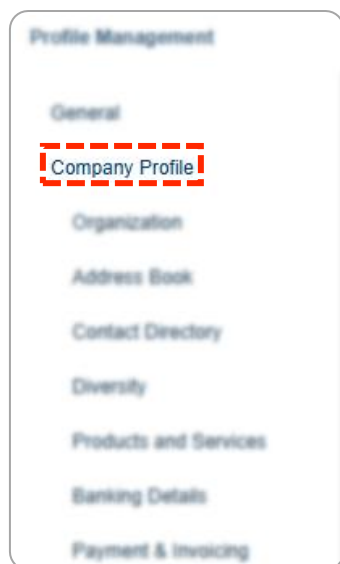 Profile Management
General
Company Profile
Organization
Address Book
Contact Directory
Diversity
Products and Services
Banking Details
Payment & Invoicing